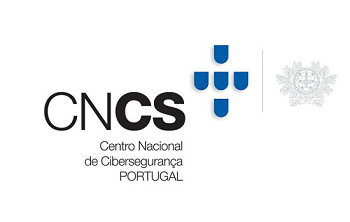 CNCS
Centro Nacional
de Cibersegurança
PORTUGAL